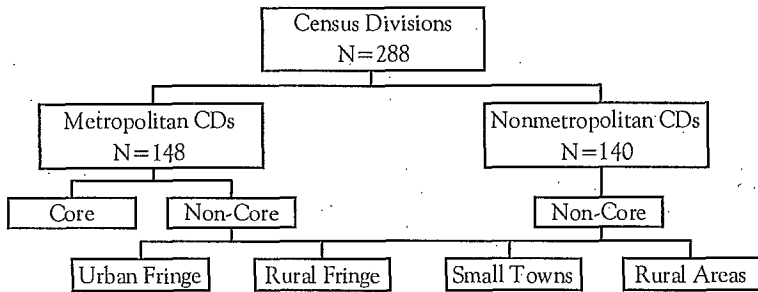 Census Divisions
N=288
Metropolitan CDs
N=148
Nonmetropolitan CDs
N=140
Core
Non-Core
Non-Core
Urban Fringe
Rural Fringe
Small Towns
Rural Areas